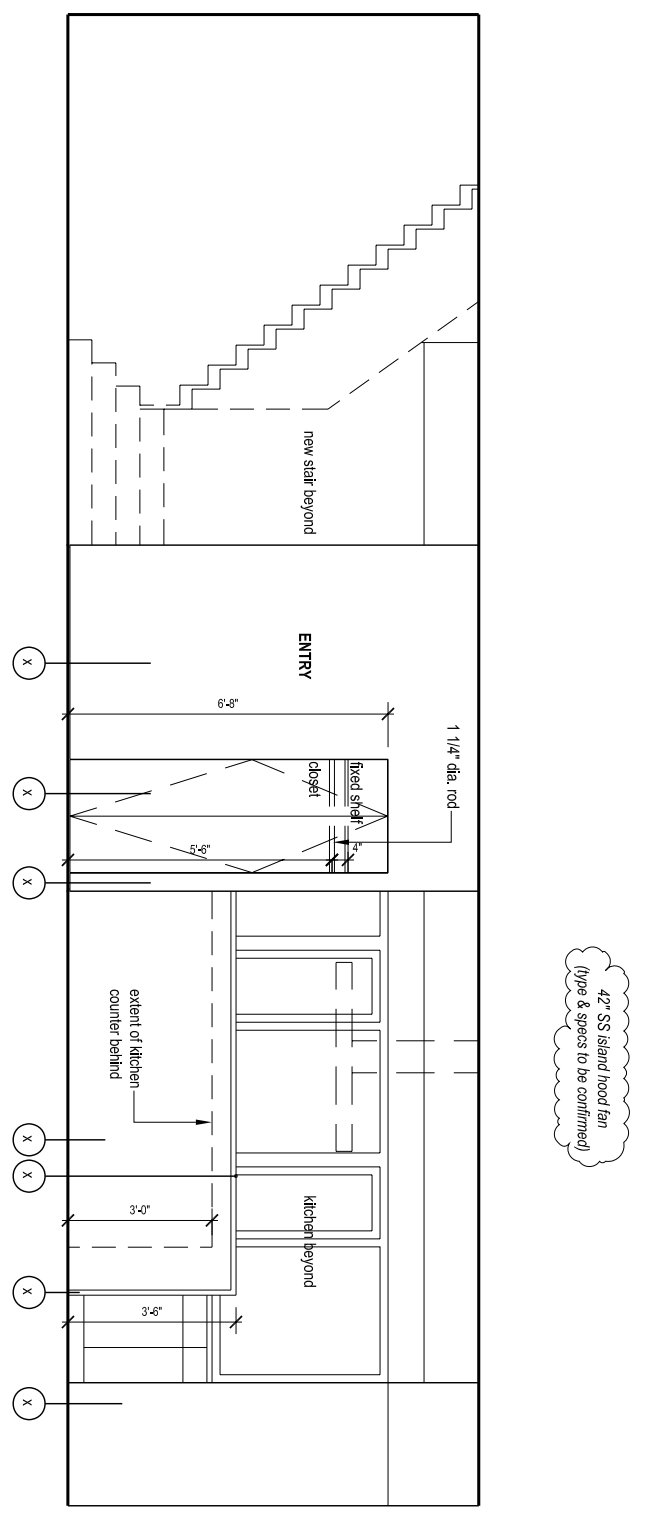 42" SS island hood fan
(type & specs to be confirmed)
new stair beyond
ENTRY
6'-8"
1 1/4" dia. rod
fixed shelf
closet
4"
5'-6"
extent of kitchen
counter behind
kitchen beyond
3'-0"
3'-6"
X
X
X
X
X
X
X